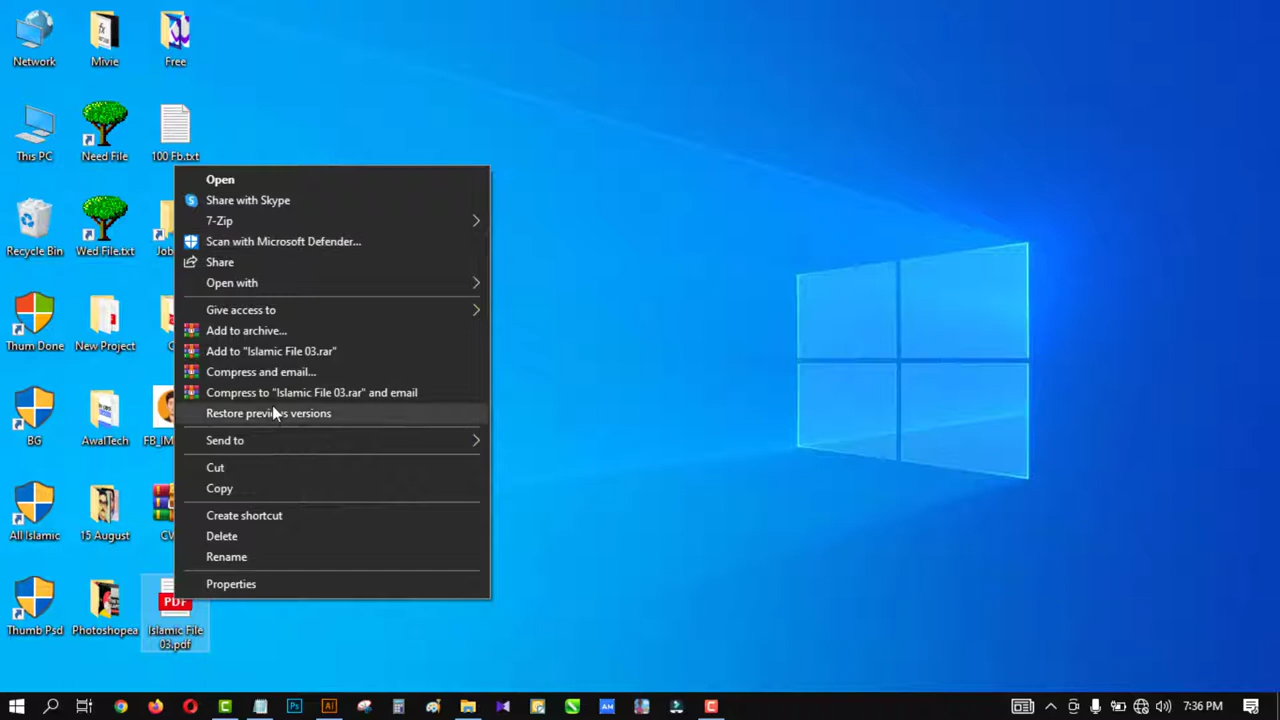 Network
Mivie
Free
This PC
Need File
100 Fb.txt
Recycle Bin
Wed File.txt
Thum Done
New Project
BG
AwalTech
All Islamic
15 August
Thumb Psd
Photoshopea
PDF
Islamic File
03.pdf
Open
Share with Skype
7-Zip
Scan with Microsoft Defender...
Share
Open with
Give access to
Add to archive...
Add to "Islamic File 03.rar"
Compress and email...
Compress to "Islamic File 03.rar" and email
Restore previous versions
Send to
Cut
Copy
Create shortcut
Delete
Rename
Properties
Ps
Ai
AM
7:36 PM